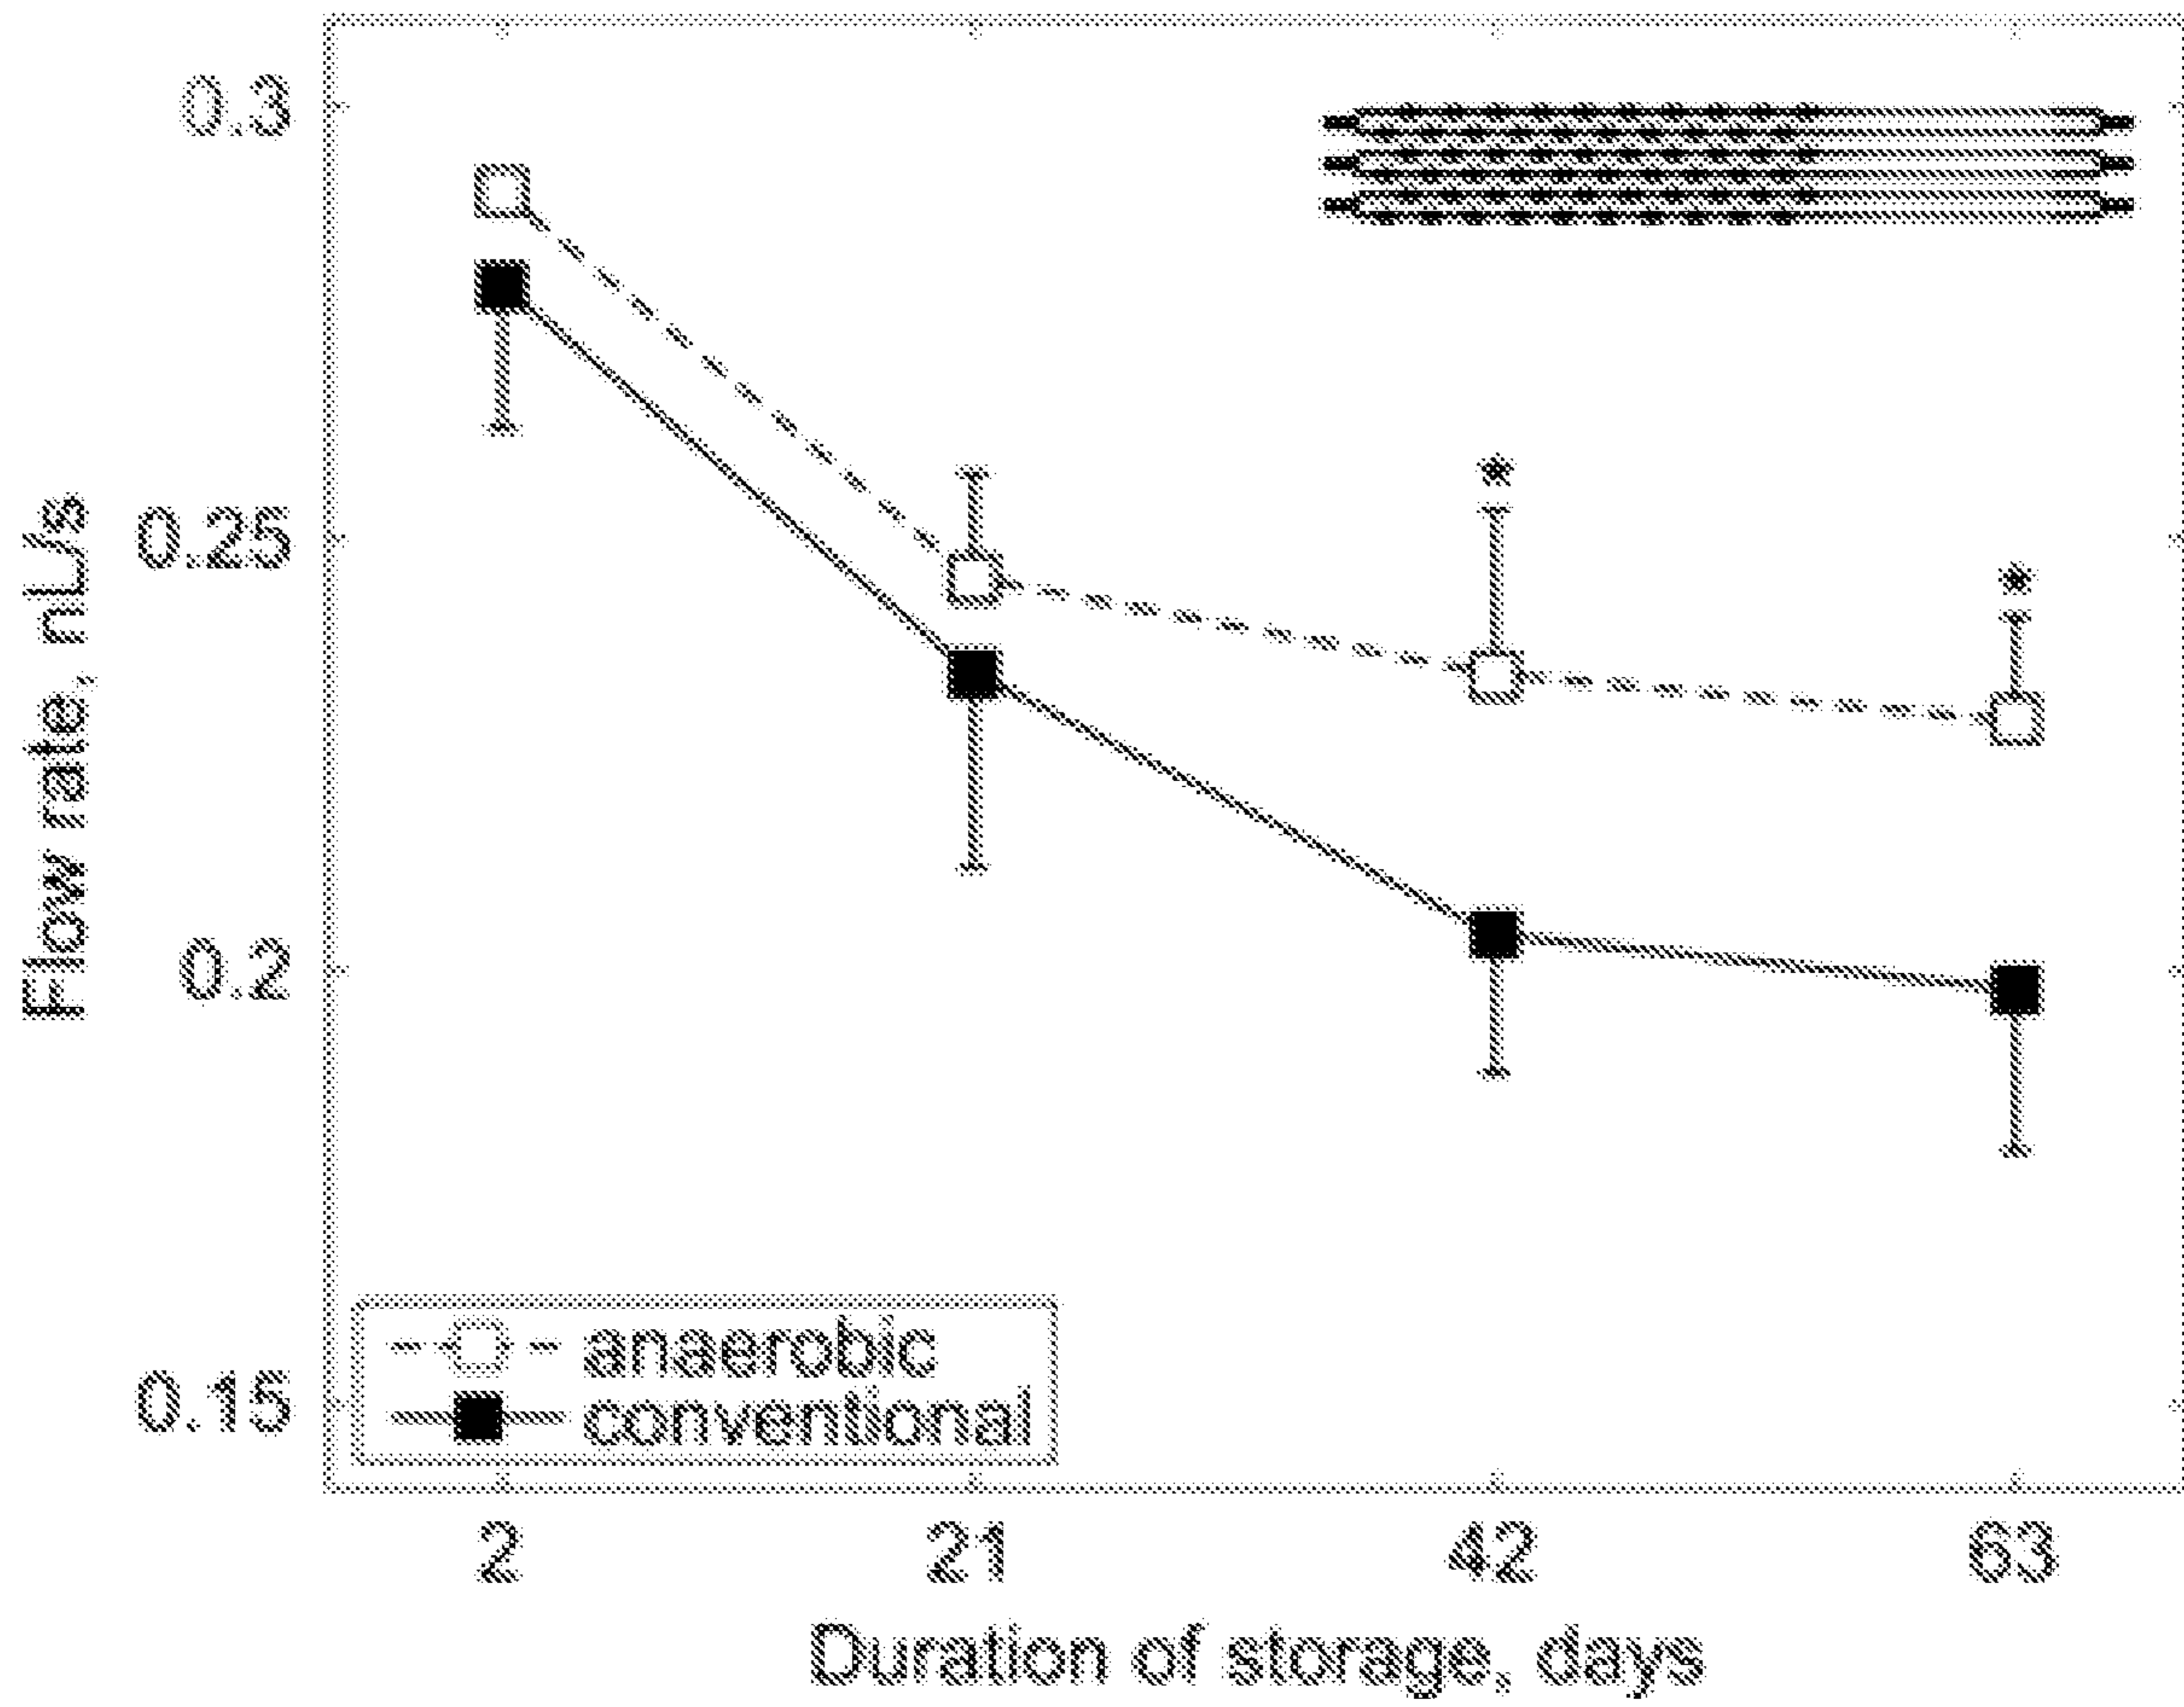 0.3
0.25
0.2
0.15
Flow rate, nL/s
*
*
anaerobic
conventional
2 21 42 63
Duration of storage, days